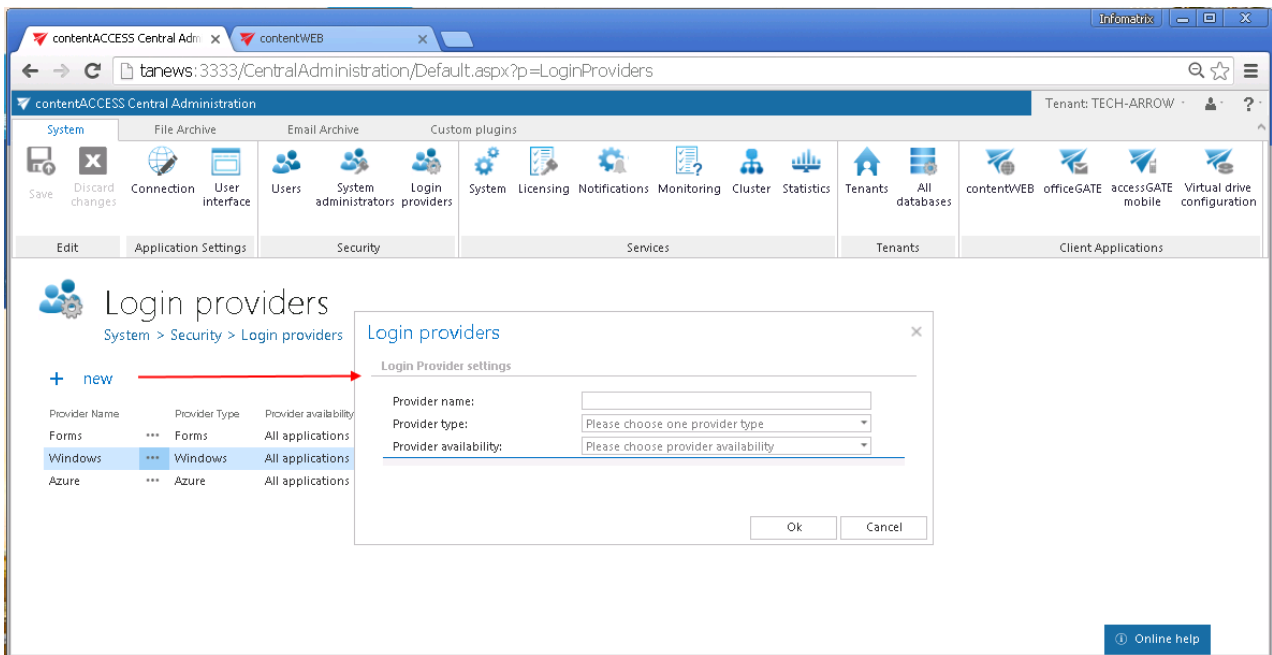 Infomatrix
contentACCESS Central Adm
contentWEB
tanews:3333/CentralAdministration/Default.aspx?p=LoginProviders
contentACCESS Central Administration
Tenant: TECH-ARROW
?
System File Archive Email Archive Custom plugins
Save
Discard changes
Connection
User interface
Users
System administrators
Login providers
System
Licensing
Notifications
Monitoring
Cluster
Statistics
Tenants
All databases
contentWEB
officeGATE
accessGATE mobile
Virtual drive configuration
Edit Application Settings Security Services Tenants Client Applications
Login providers
System > Security > Login providers
+ new
Provider Name Provider Type Provider availability
Forms ••• Forms All applications
Windows ••• Windows All applications
Azure ••• Azure All applications
Login providers
Login Provider settings
Provider name:
Provider type: Please choose one provider type
Provider availability: Please choose provider availability
Ok Cancel
Online help